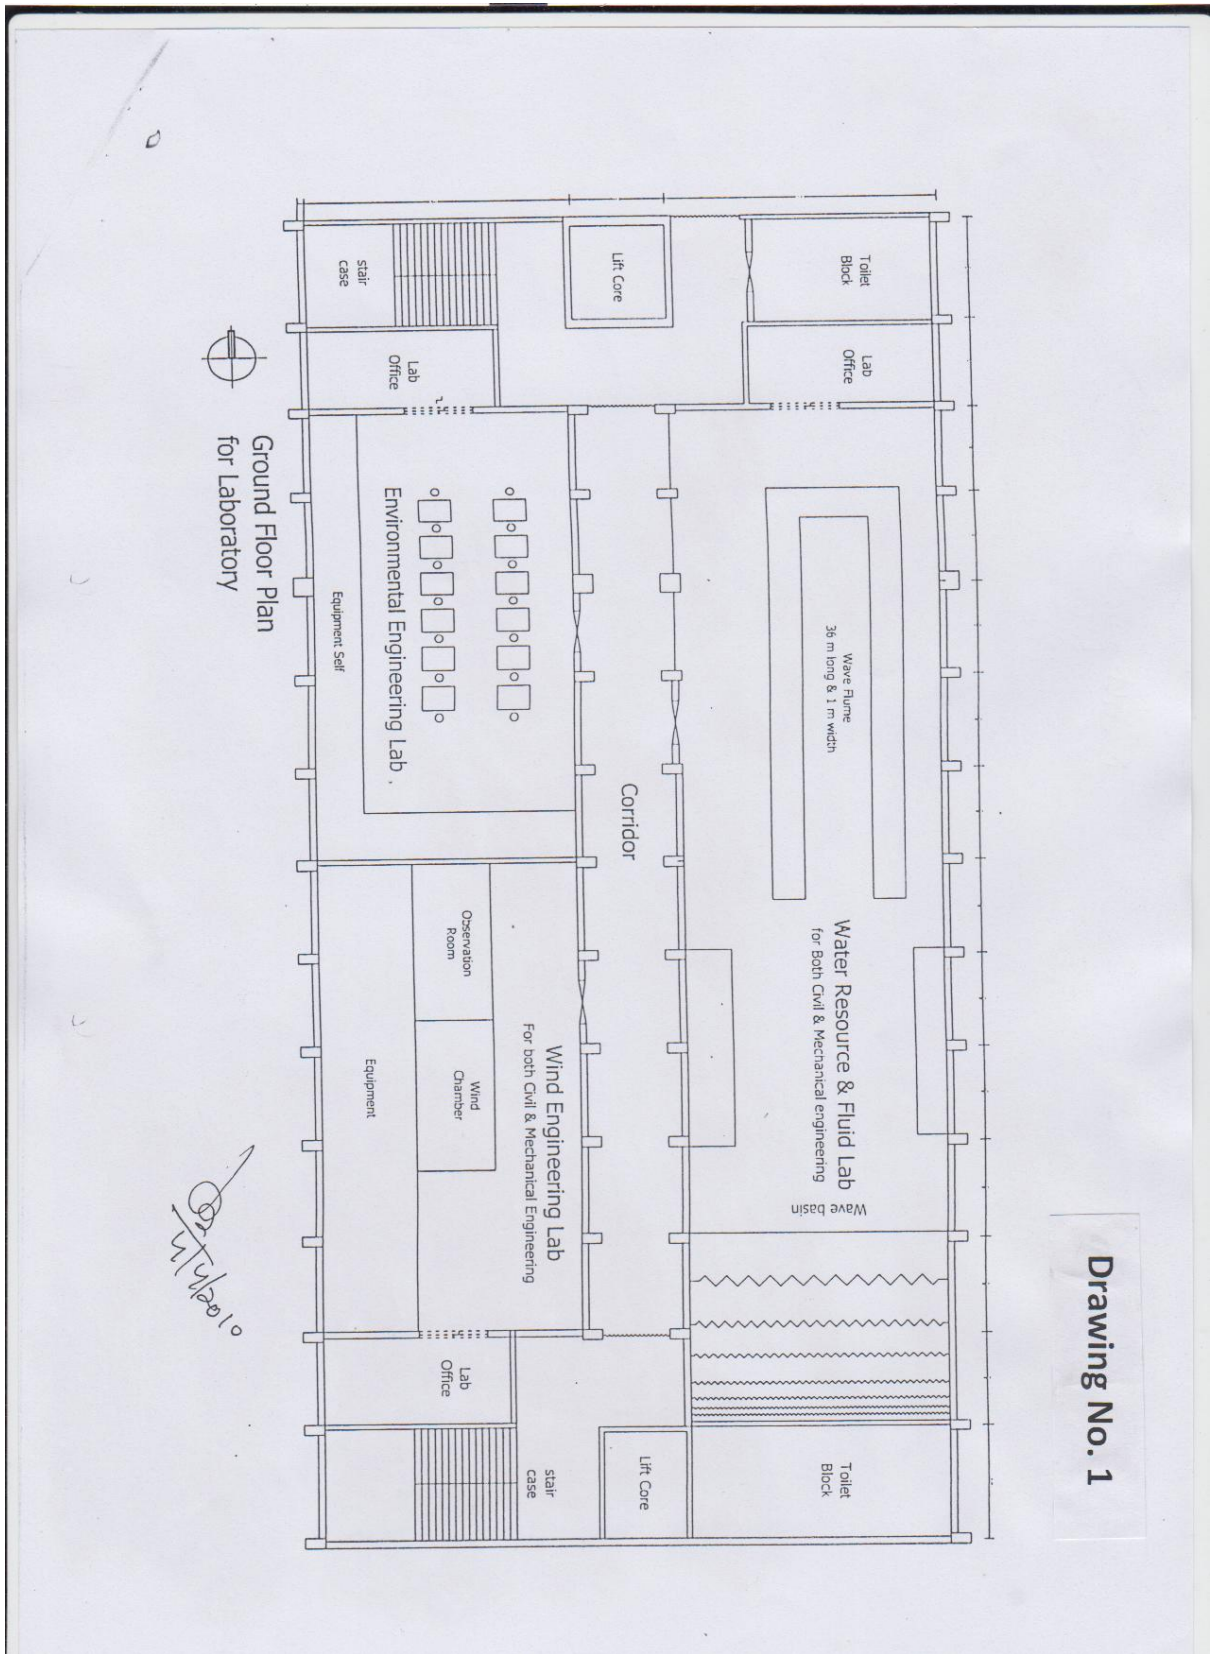 Drawing No. 1
Toilet
Block
Lab
Office
Lift Core
stair
case
Lab
Office
Wave Flume
36 m long & 1 m width
Water Resource & Fluid Lab
for Both Civil & Mechanical engineering
Wave basin
Toilet
Block
Corridor
Environmental Engineering Lab
Equipment Self
Wind Engineering Lab
For both Civil & Mechanical Engineering
Observation
Room
Wind
Chamber
Equipment
Lab
Office
Lift Core
stair
case
Ground Floor Plan
for Laboratory